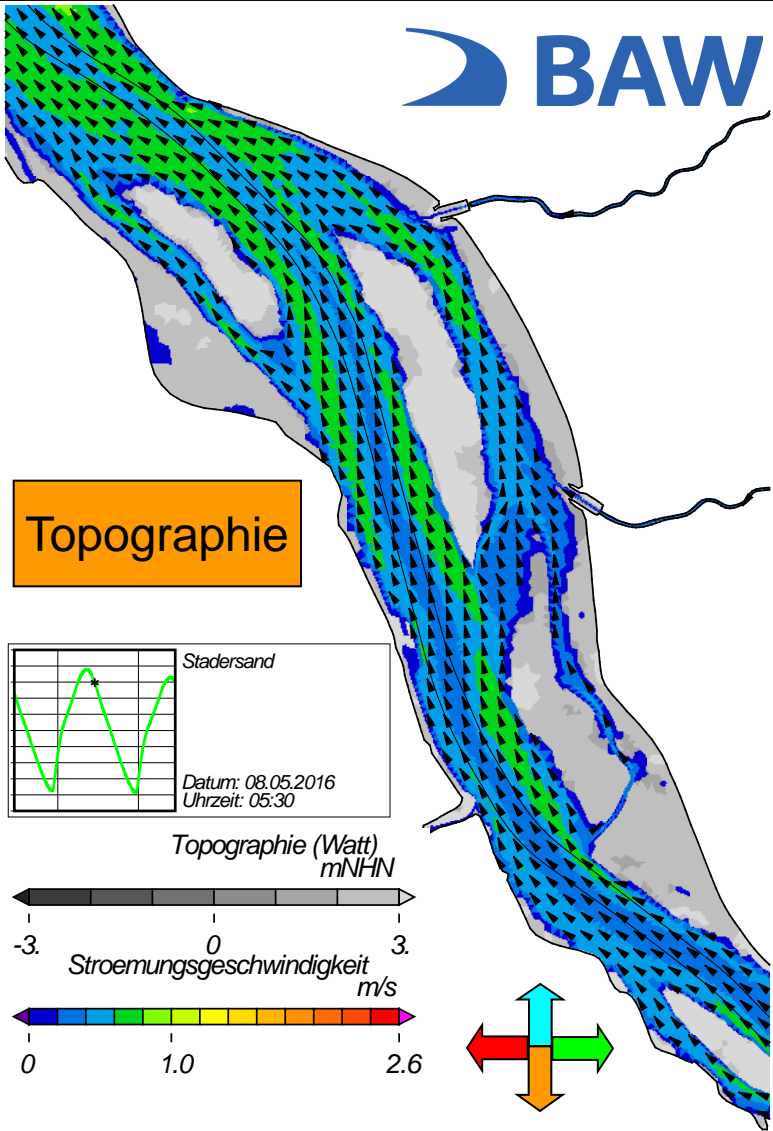 BAW
Topographie
Stadersand
Datum: 08.05.2016
Uhrzeit: 05:30
Topographie (Watt)
mNHN
-3. 0 3.
Stroemungsgeschwindigkeit
m/s
0 1.0 2.6